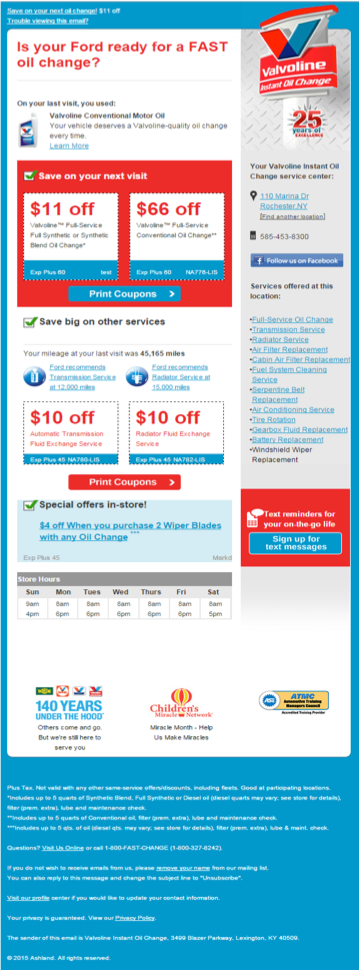 Save on your next oil change! $11 off
Trouble viewing this email?
Is your Ford ready for a FAST
oil change?
On your last visit, you used:
Valvoline Conventional Motor Oil
Your vehicle deserves a Valvoline-quality oil change
every time.
Learn More
Save on your next visit
$11 off
Valvoline™ Full-Service
Full Synthetic or Synthetic
Blend Oil Change*
Exp Plus 60 test
$66 off
Valvoline™ Full-Service
Conventional Oil Change**
Exp Plus 60 NA776-LIS
Print Coupons
Save big on other services
Your mileage at your last visit was 45,165 miles
Ford recommends
Transmission Service
at 12,000 miles
Ford recommends
Radiator Service at
15,000 miles
$10 off
Automatic Transmission
Fluid Exchange Service
Exp Plus 45 NA780-LIS
$10 off
Radiator Fluid Exchange
Service
Exp Plus 45 NA782-LIS
Print Coupons
Special offers in-store!
$4 off When you purchase 2 Wiper Blades
with any Oil Change ***
Exp Plus 45 Markd
Store Hours
Sun Mon Tues Wed Thurs Fri Sat
9am 8am 8am 8am 8am 8am 8am
4pm 6pm 6pm 6pm 6pm 6pm 5pm
Valvoline
Instant Oil Change
25
years of
EXCELLENCE
Your Valvoline Instant Oil
Change service center:
110 Marina Dr
Rochester,NY
[Find another location]
585-453-8300
Follow us on Facebook
Services offered at this
location:
•Full-Service Oil Change
•Transmission Service
•Radiator Service
•Air Filter Replacement
•Cabin Air Filter Replacement
•Fuel System Cleaning
Service
•Serpentine Belt
Replacement
•Air Conditioning Service
•Tire Rotation
•Gearbox Fluid Replacement
•Battery Replacement
•Windshield Wiper
Replacement
Text reminders for
your on-the-go life
Sign up for
text messages
140 YEARS
UNDER THE HOOD
Others come and go.
But we're still here to
serve you
Children's
Miracle Network
Miracle Month - Help
Us Make Miracles
ATMC
Automotive Training
Managers Council
Accredited Training Provider
Plus Tax. Not valid with any other same-service offers/discounts, including fleets. Good at participating locations.
*Includes up to 5 quarts of Synthetic Blend, Full Synthetic or Diesel oil (diesel quarts may vary; see store for details),
filter (prem. extra), lube and maintenance check.
**Includes up to 5 quarts of Conventional oil, filter (prem. extra), lube and maintenance check.
***Includes up to 5 qts. of oil (diesel qts. may vary; see store for details), filter (prem. extra), lube & maint. check.
Questions? Visit Us Online or call 1-800-FAST-CHANGE (1-800-327-8242).
If you do not wish to receive emails from us, please remove your name from our mailing list.
You can also reply to this message and change the subject line to "Unsubscribe".
Visit our profile center if you would like to update your contact information.
Your privacy is guaranteed. View our Privacy Policy.
The sender of this email is Valvoline Instant Oil Change, 3499 Blazer Parkway, Lexington, KY 40509.
© 2015 Ashland. All rights reserved.